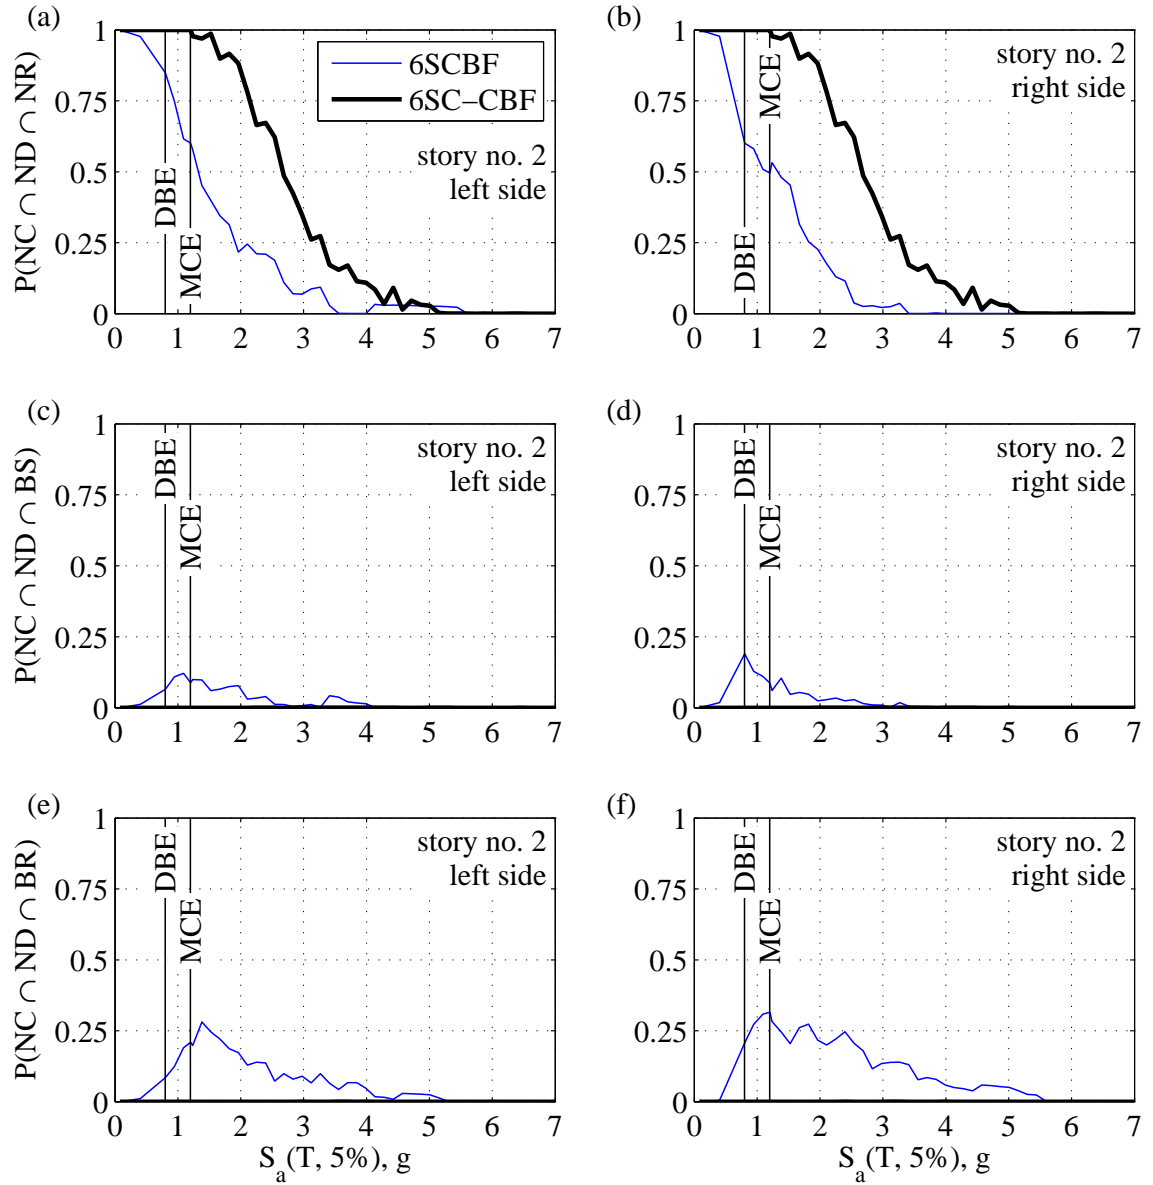 (a)
1
0.75
0.5
0.25
0
P(NC ∩ ND ∩ NR)
6SCBF
6SC−CBF
story no. 2
left side
DBE
MCE
0 1 2 3 4 5 6 7
(b)
1
0.75
0.5
0.25
0
story no. 2
right side
MCE
DBE
0 1 2 3 4 5 6 7
(c)
1
0.75
0.5
0.25
0
P(NC ∩ ND ∩ BS)
story no. 2
left side
DBE
MCE
0 1 2 3 4 5 6 7
(d)
1
0.75
0.5
0.25
0
story no. 2
right side
DBE
MCE
0 1 2 3 4 5 6 7
(e)
1
0.75
0.5
0.25
0
P(NC ∩ ND ∩ BR)
story no. 2
left side
DBE
MCE
0 1 2 3 4 5 6 7
S_a(T, 5%), g
(f)
1
0.75
0.5
0.25
0
story no. 2
right side
DBE
MCE
0 1 2 3 4 5 6 7
S_a(T, 5%), g